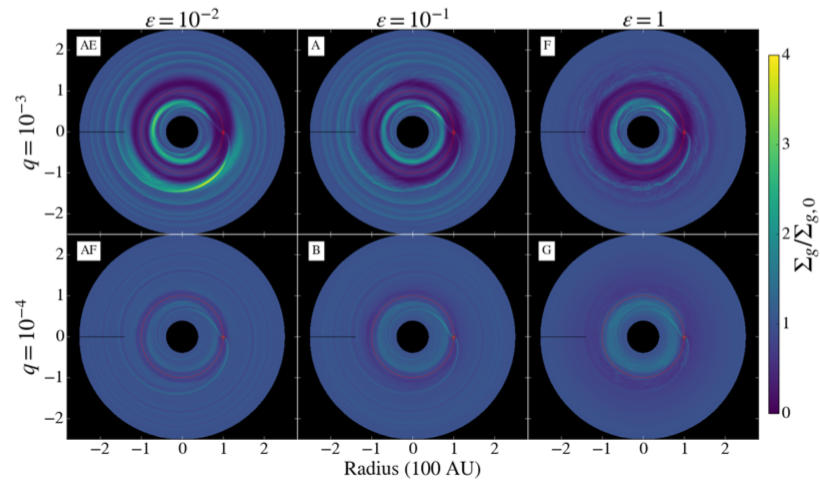 ε = 10⁻² ε = 10⁻¹ ε = 1
AE A F
2
1
0
−1
−2
q = 10⁻³
AF B G
2
1
0
−1
−2
q = 10⁻⁴
−2 −1 0 1 2 −2 −1 0 1 2 −2 −1 0 1 2
Radius (100 AU)
4
3
2
1
0
Σg/Σg,0